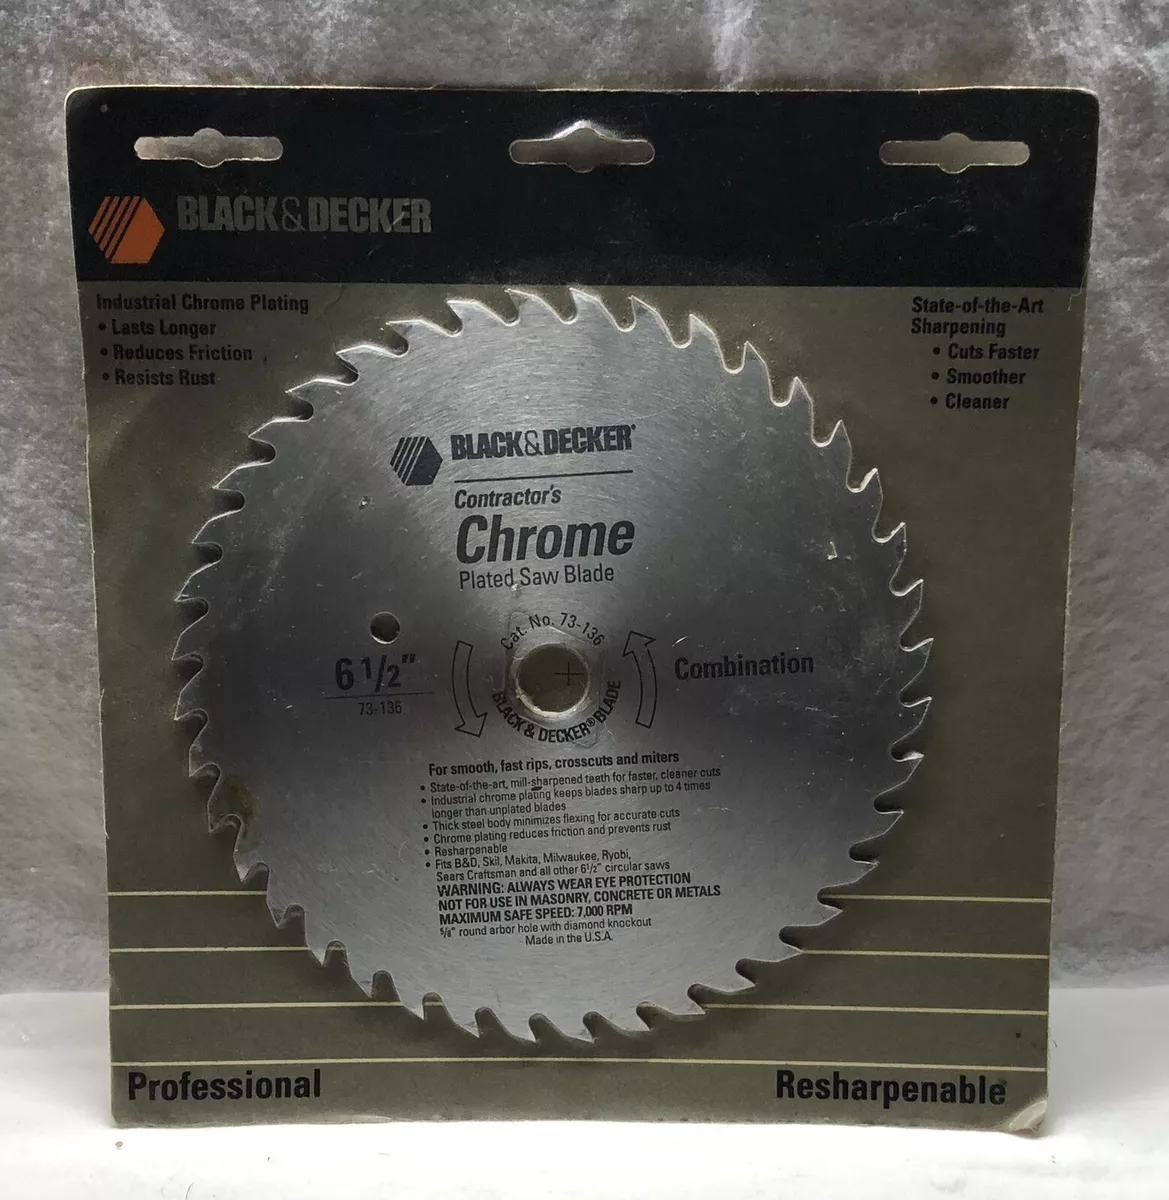 BLACK&DECKER
Industrial Chrome Plating
• Lasts Longer
• Reduces Friction
• Resists Rust
State-of-the-Art
Sharpening
• Cuts Faster
• Smoother
• Cleaner
BLACK&DECKER®
Contractor's
Chrome
Plated Saw Blade
Cat. No. 73-136
BLACK & DECKER® BLADE
6 1/2"
73-136
Combination
For smooth, fast rips, crosscuts and miters
• State-of-the-art, mill-sharpened teeth for faster, cleaner cuts
• Industrial chrome plating keeps blades sharp up to 4 times
longer than unplated blades
• Thick steel body minimizes flexing for accurate cuts
• Chrome plating reduces friction and prevents rust
• Resharpenable
• Fits B&D, Skil, Makita, Milwaukee, Ryobi,
Sears Craftsman and all other 6 1/2" circular saws
WARNING: ALWAYS WEAR EYE PROTECTION
NOT FOR USE IN MASONRY, CONCRETE OR METALS
MAXIMUM SAFE SPEED: 7,000 RPM
5/8" round arbor hole with diamond knockout
Made in the U.S.A.
Professional
Resharpenable